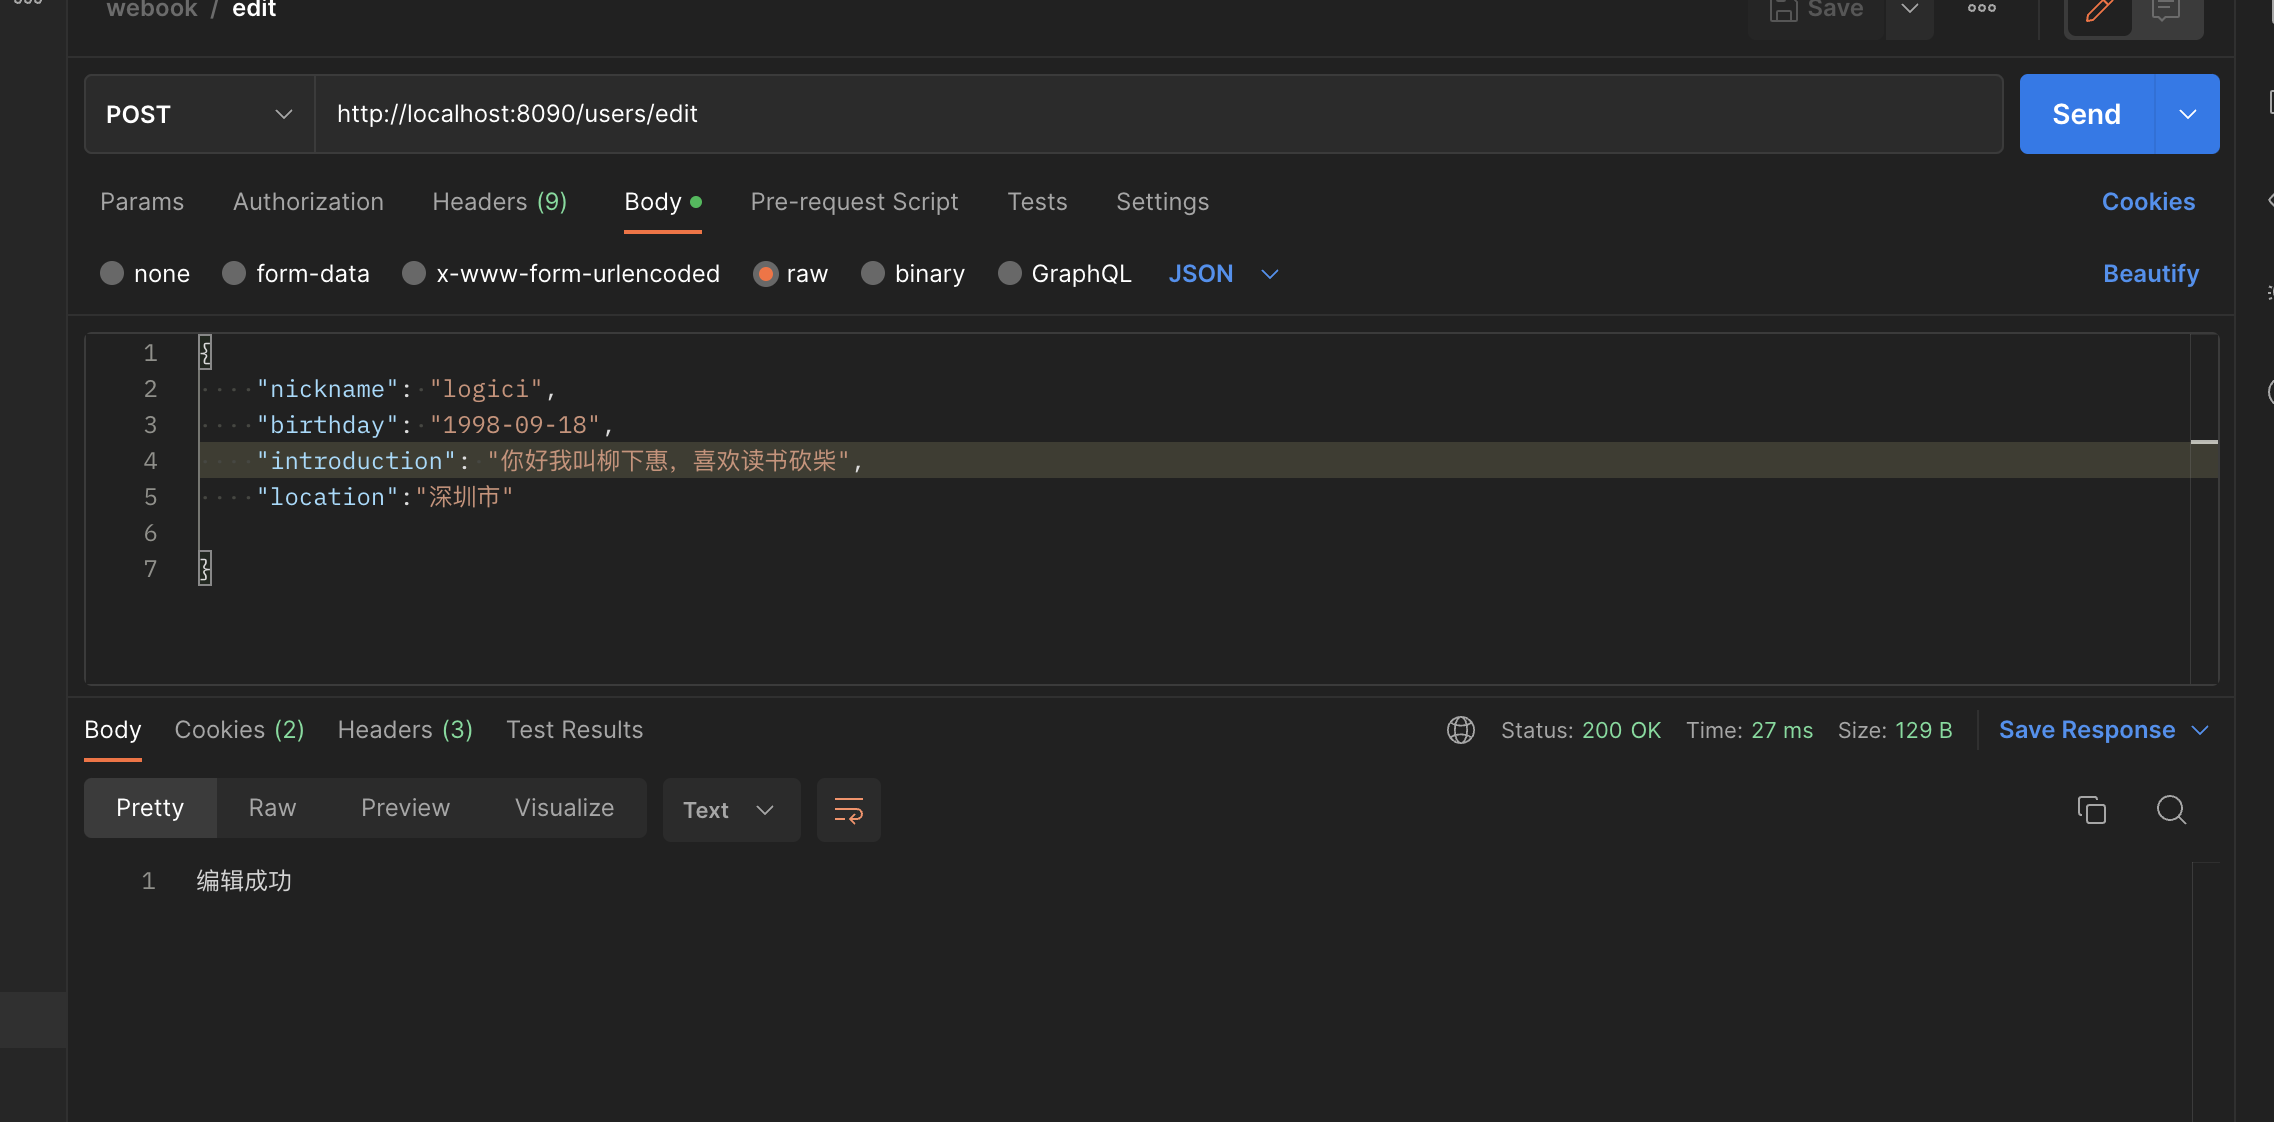 webook / edit
Save
POST
http://localhost:8090/users/edit
Send
Params Authorization Headers (9) Body Pre-request Script Tests Settings Cookies
none form-data x-www-form-urlencoded raw binary GraphQL JSON Beautify
1 {
2 "nickname": "logici",
3 "birthday": "1998-09-18",
4 "introduction": "你好我叫柳下惠，喜欢读书砍柴",
5 "location":"深圳市"
6
7 }
Body Cookies (2) Headers (3) Test Results Status: 200 OK Time: 27 ms Size: 129 B Save Response
Pretty Raw Preview Visualize Text
1 编辑成功